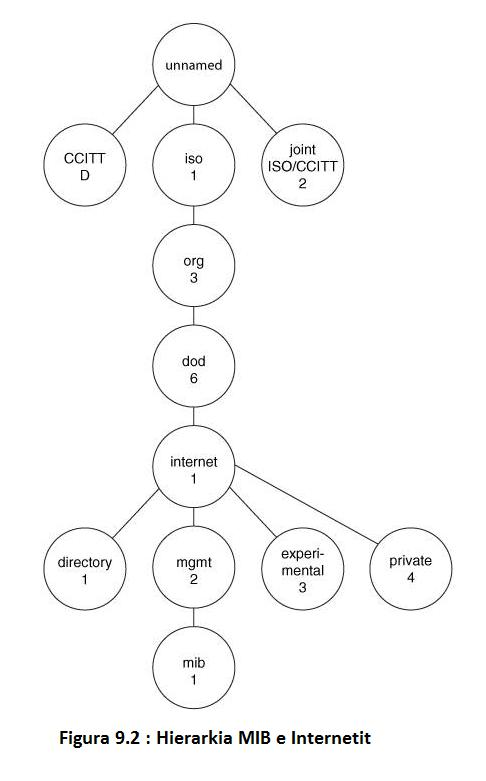 unnamed
CCITT
D
iso
1
joint
ISO/CCITT
2
org
3
dod
6
internet
1
directory
1
mgmt
2
experi-
mental
3
private
4
mib
1
Figura 9.2 : Hierarkia MIB e Internetit